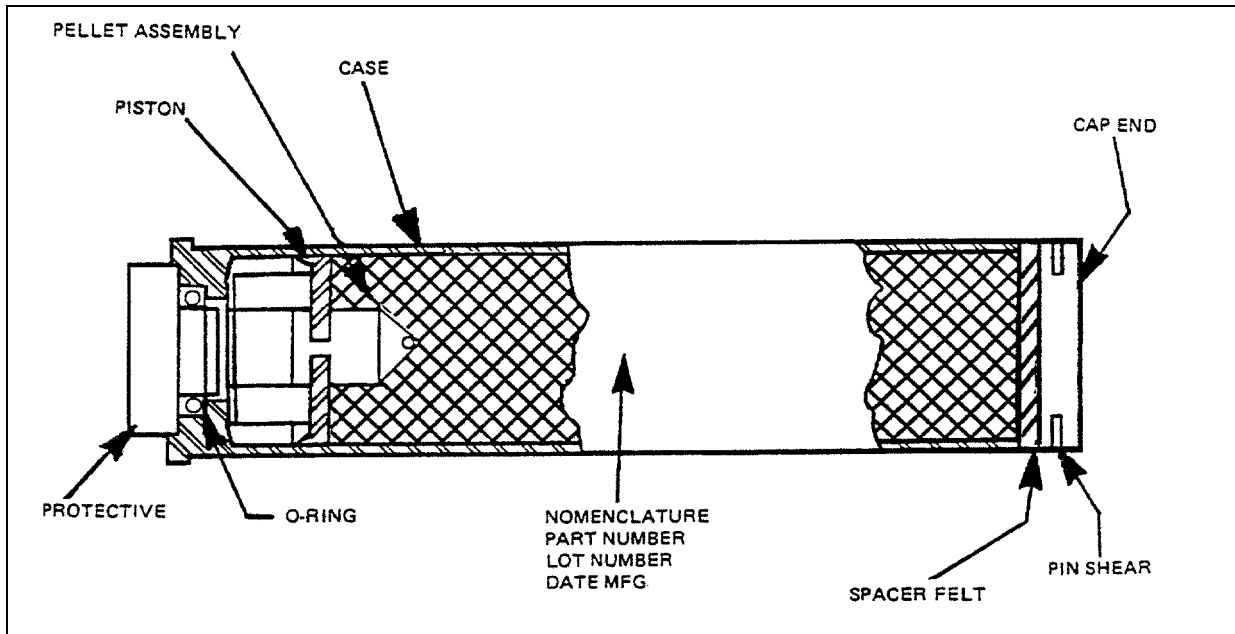 PELLET ASSEMBLY
CASE
PISTON
CAP END
PROTECTIVE
O-RING
NOMENCLATURE
PART NUMBER
LOT NUMBER
DATE MFG.
SPACER FELT
PIN SHEAR